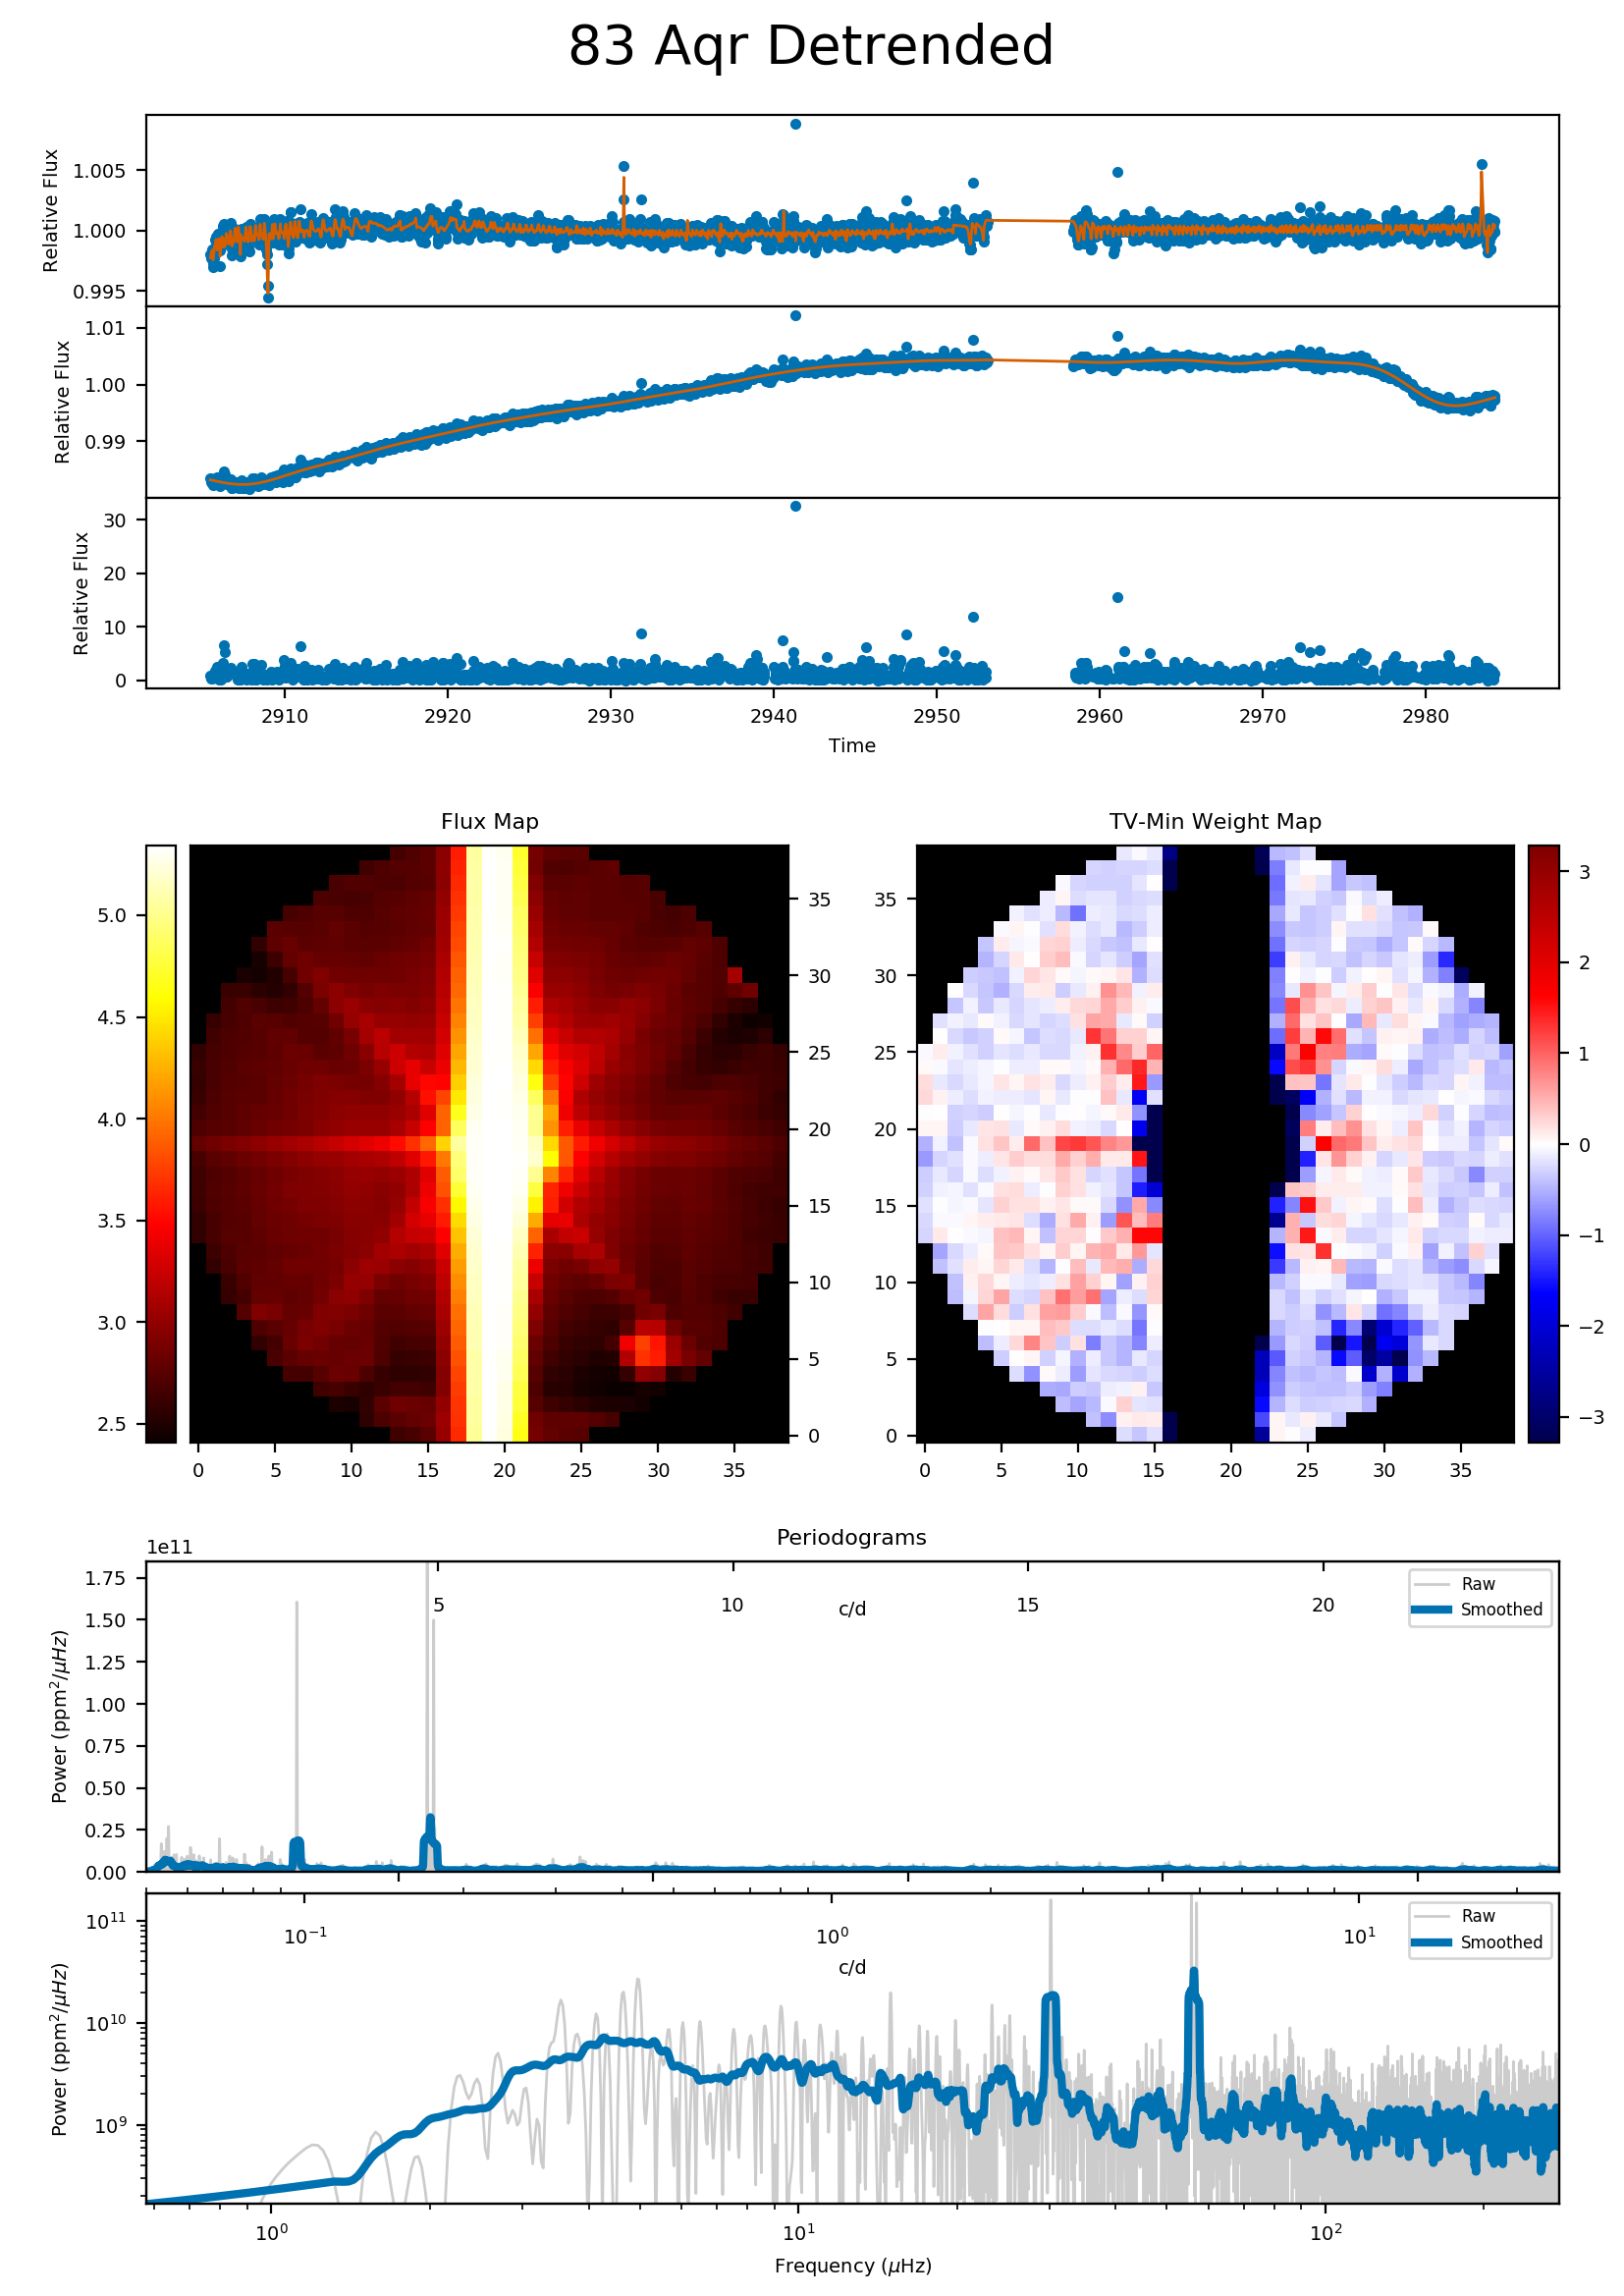 83 Aqr Detrended
Relative Flux
1.005
1.000
0.995
Relative Flux
1.01
1.00
0.99
Relative Flux
30
20
10
0
2910 2920 2930 2940 2950 2960 2970 2980
Time
Flux Map
5.0
4.5
4.0
3.5
3.0
2.5
35
30
25
20
15
10
5
0
0 5 10 15 20 25 30 35
TV-Min Weight Map
35
30
25
20
15
10
5
0
0 5 10 15 20 25 30 35
3
2
1
0
−1
−2
−3
Periodograms
1e11
Power (ppm²/μHz)
1.75
1.50
1.25
1.00
0.75
0.50
0.25
0.00
5 10 15 20
c/d
Raw
Smoothed
Power (ppm²/μHz)
10¹¹
10¹⁰
10⁹
10⁻¹ 10⁰ 10¹
c/d
Raw
Smoothed
10⁰ 10¹ 10²
Frequency (μHz)